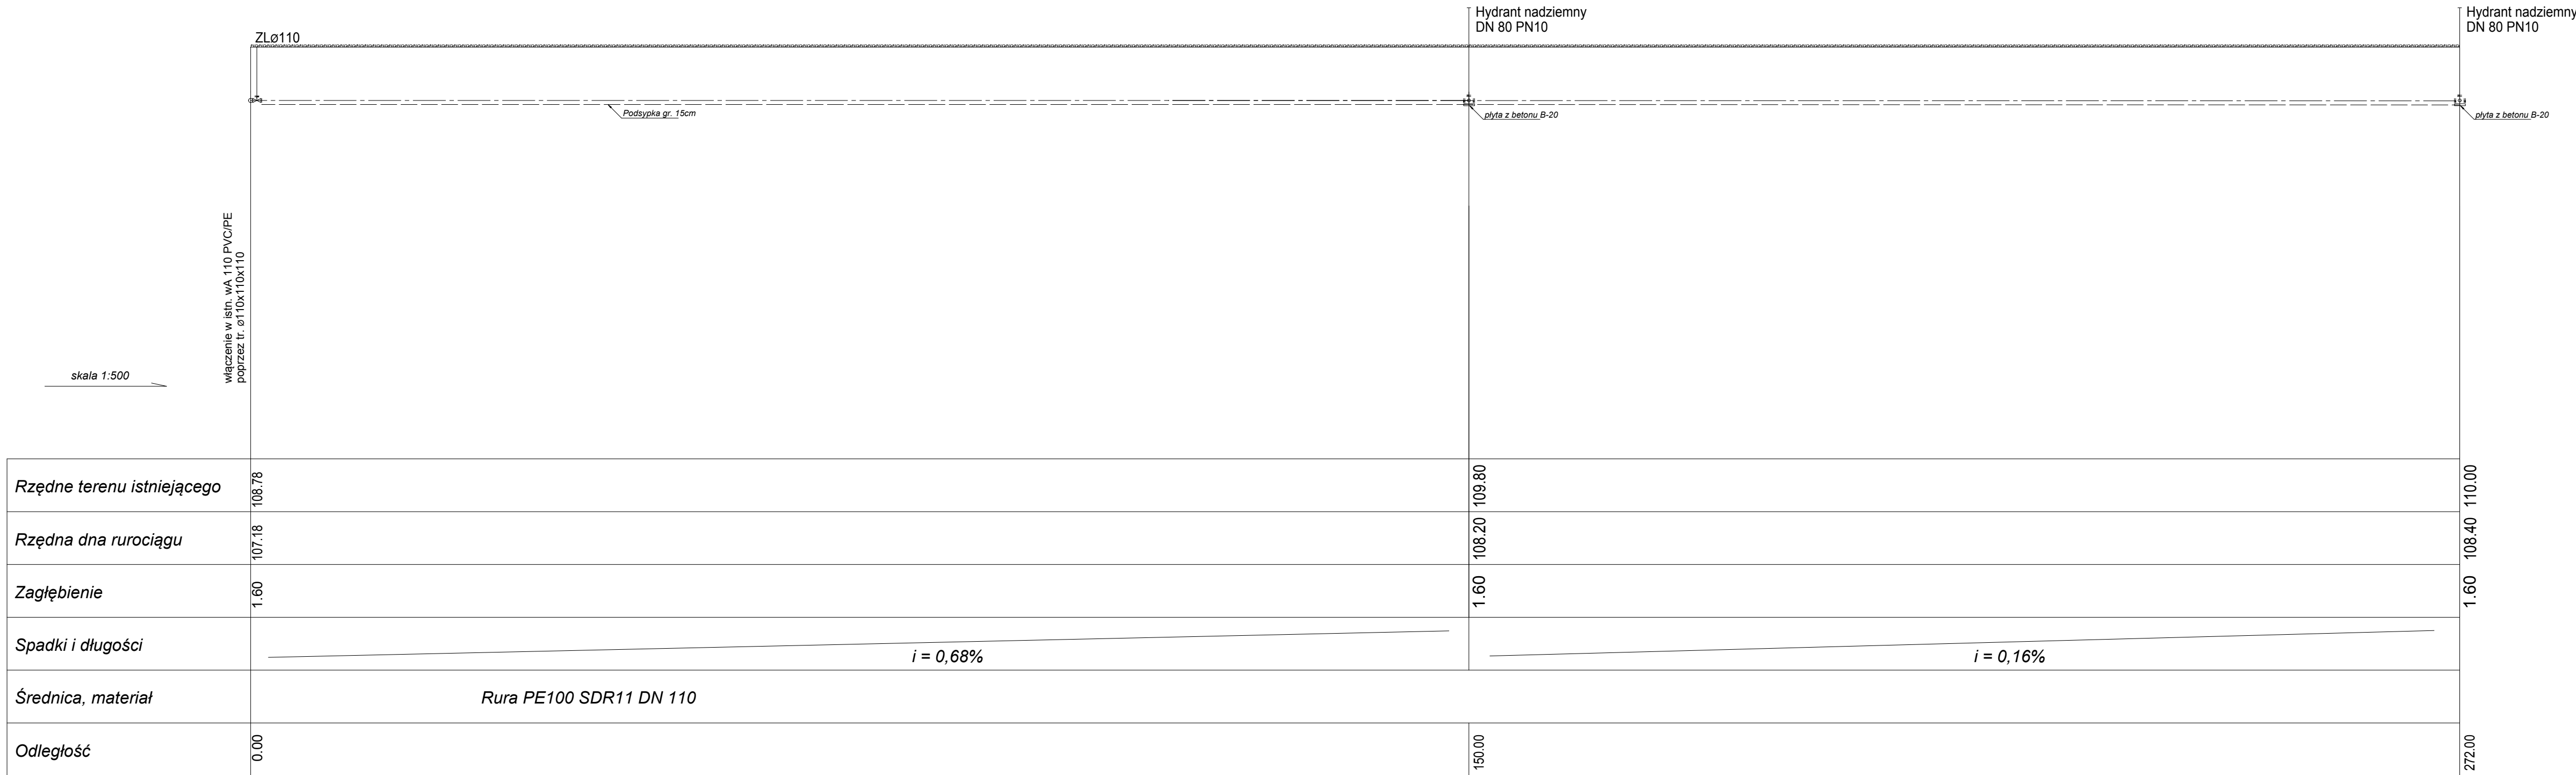 Hydrant nadziemny
DN 80 PN10
Hydrant nadziemny
DN 80 PN10
ZLø110
Podsypka gr. 15cm
płyta z betonu B-20
płyta z betonu B-20
włączenie w istn. wA 110 PVC/PE
poprzez tr. ø110x110x110
skala 1:500
Rzędne terenu istniejącego 108.78 109.80 110.00
Rzędna dna rurociągu 107.18 108.20 108.40
Zagłębienie 1.60 1.60 1.60
Spadki i długości i = 0,68% i = 0,16%
Średnica, materiał Rura PE100 SDR11 DN 110
Odległość 0.00 150.00 272.00